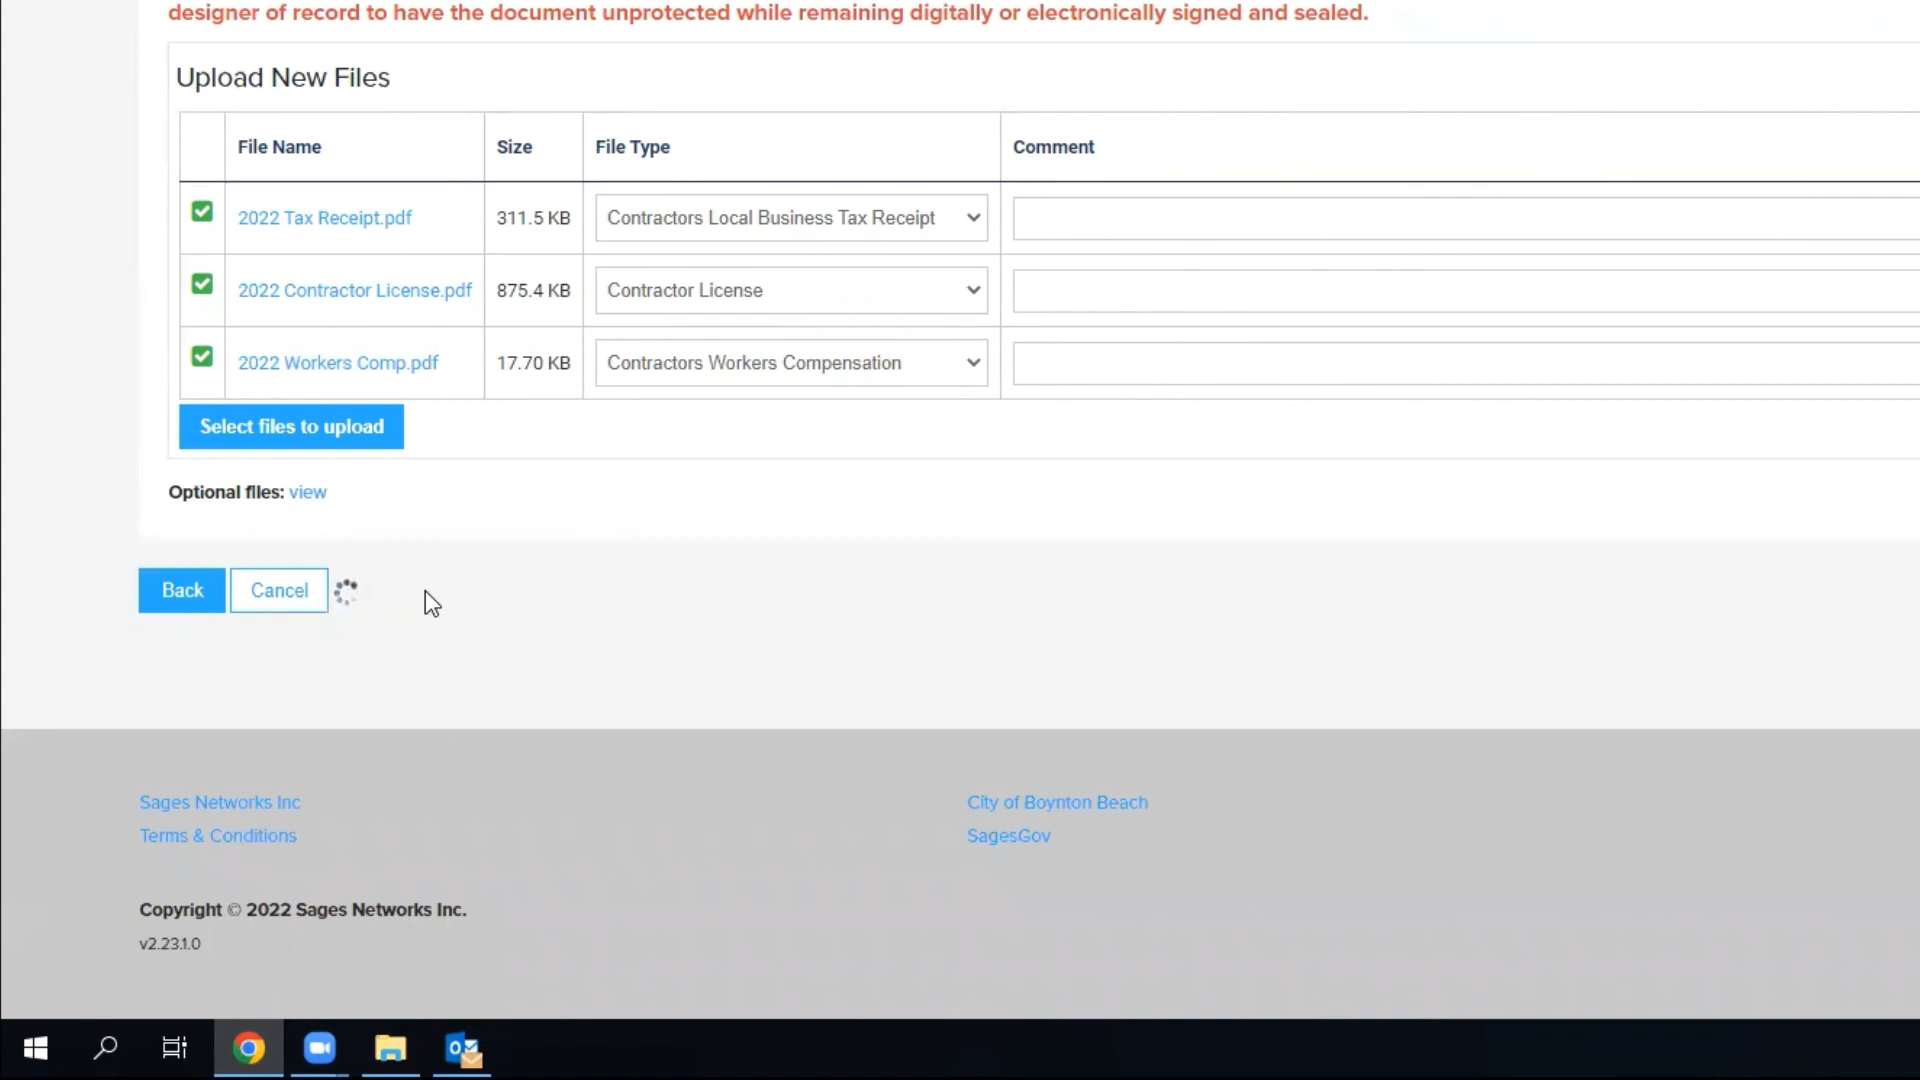 designer of record to have the document unprotected while remaining digitally or electronically signed and sealed.
Upload New Files
File Name Size File Type Comment
2022 Tax Receipt.pdf 311.5 KB Contractors Local Business Tax Receipt
2022 Contractor License.pdf 875.4 KB Contractor License
2022 Workers Comp.pdf 17.70 KB Contractors Workers Compensation
Select files to upload
Optional files: view
Back Cancel
Sages Networks Inc City of Boynton Beach
Terms & Conditions SagesGov
Copyright © 2022 Sages Networks Inc.
v2.23.1.0